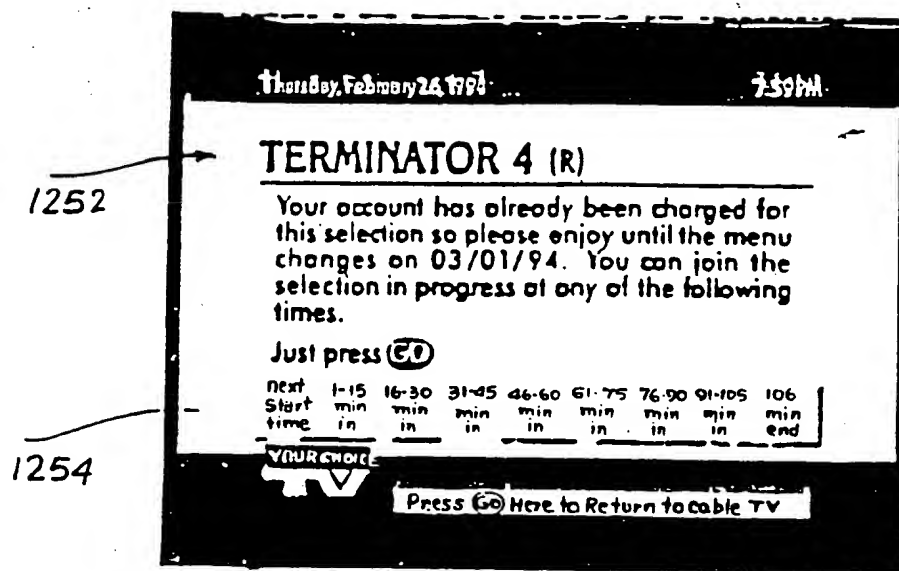 Thursday, February 26, 7:59PM
TERMINATOR 4 (R)
1252
Your account has already been charged for
this selection so please enjoy until the menu
changes on 03/01/94. You can join the
selection in progress at any of the following
times.
Just press GO
next 1-15 16-30 31-45 46-60 61-75 76-90 91-105 106
Start min min min min min min min min
time in in in in in in in end
1254
YOUR CHOICE
TV
Press GO Here to Return to cable TV